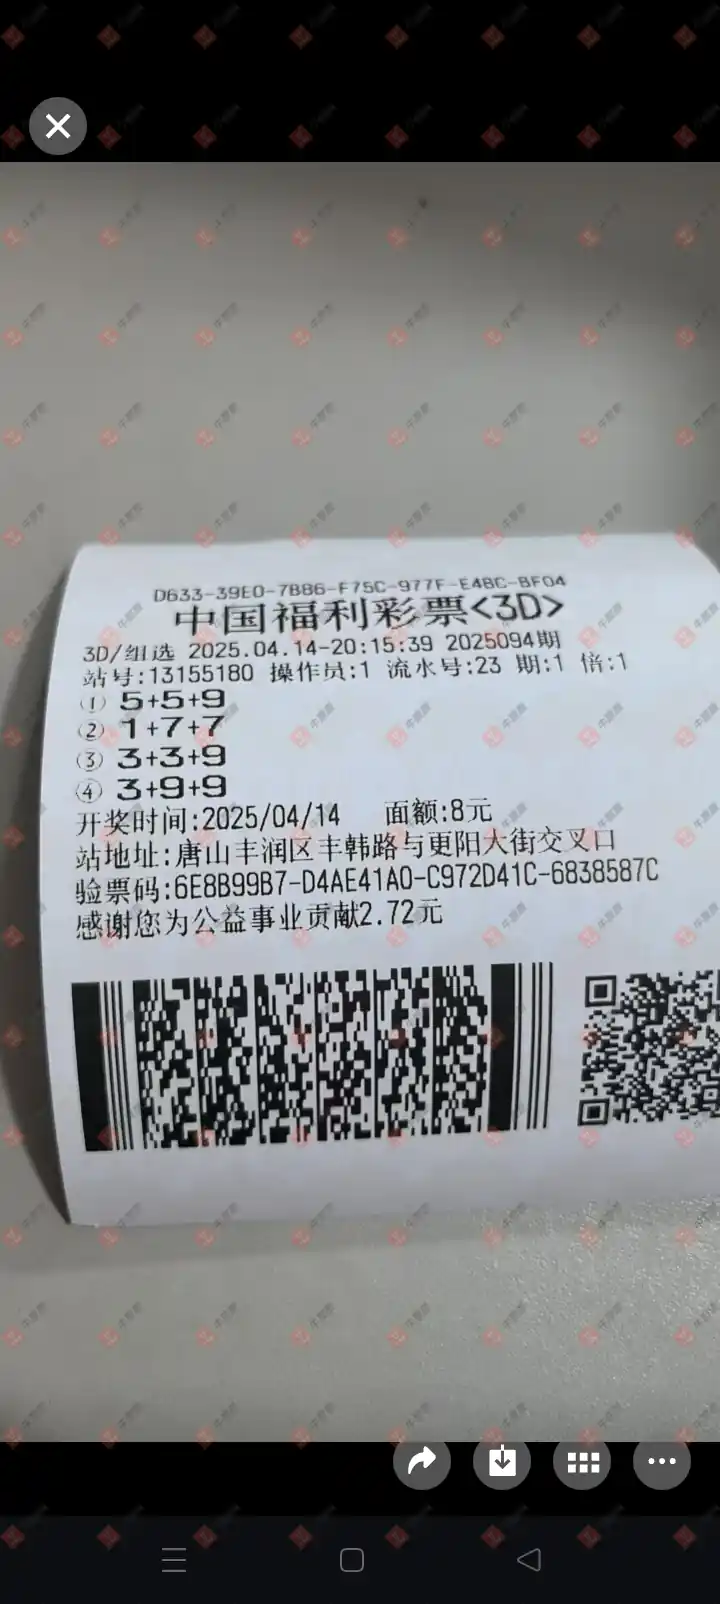 D633-39E0-7B86-F75C-977F-E48C-BF04
中国福利彩票<3D>
3D/组选 2025.04.14-20:15:39 2025094期
站号:13155180 操作员:1 流水号:23 期:1 倍:1
① 5+5+9
② 1+7+7
③ 3+3+9
④ 3+9+9
开奖时间:2025/04/14 面额:8元
站地址:唐山丰润区丰韩路与更阳大街交叉口
验票码:6E8B99B7-D4AE41A0-C972D41C-6838587C
感谢您为公益事业贡献2.72元